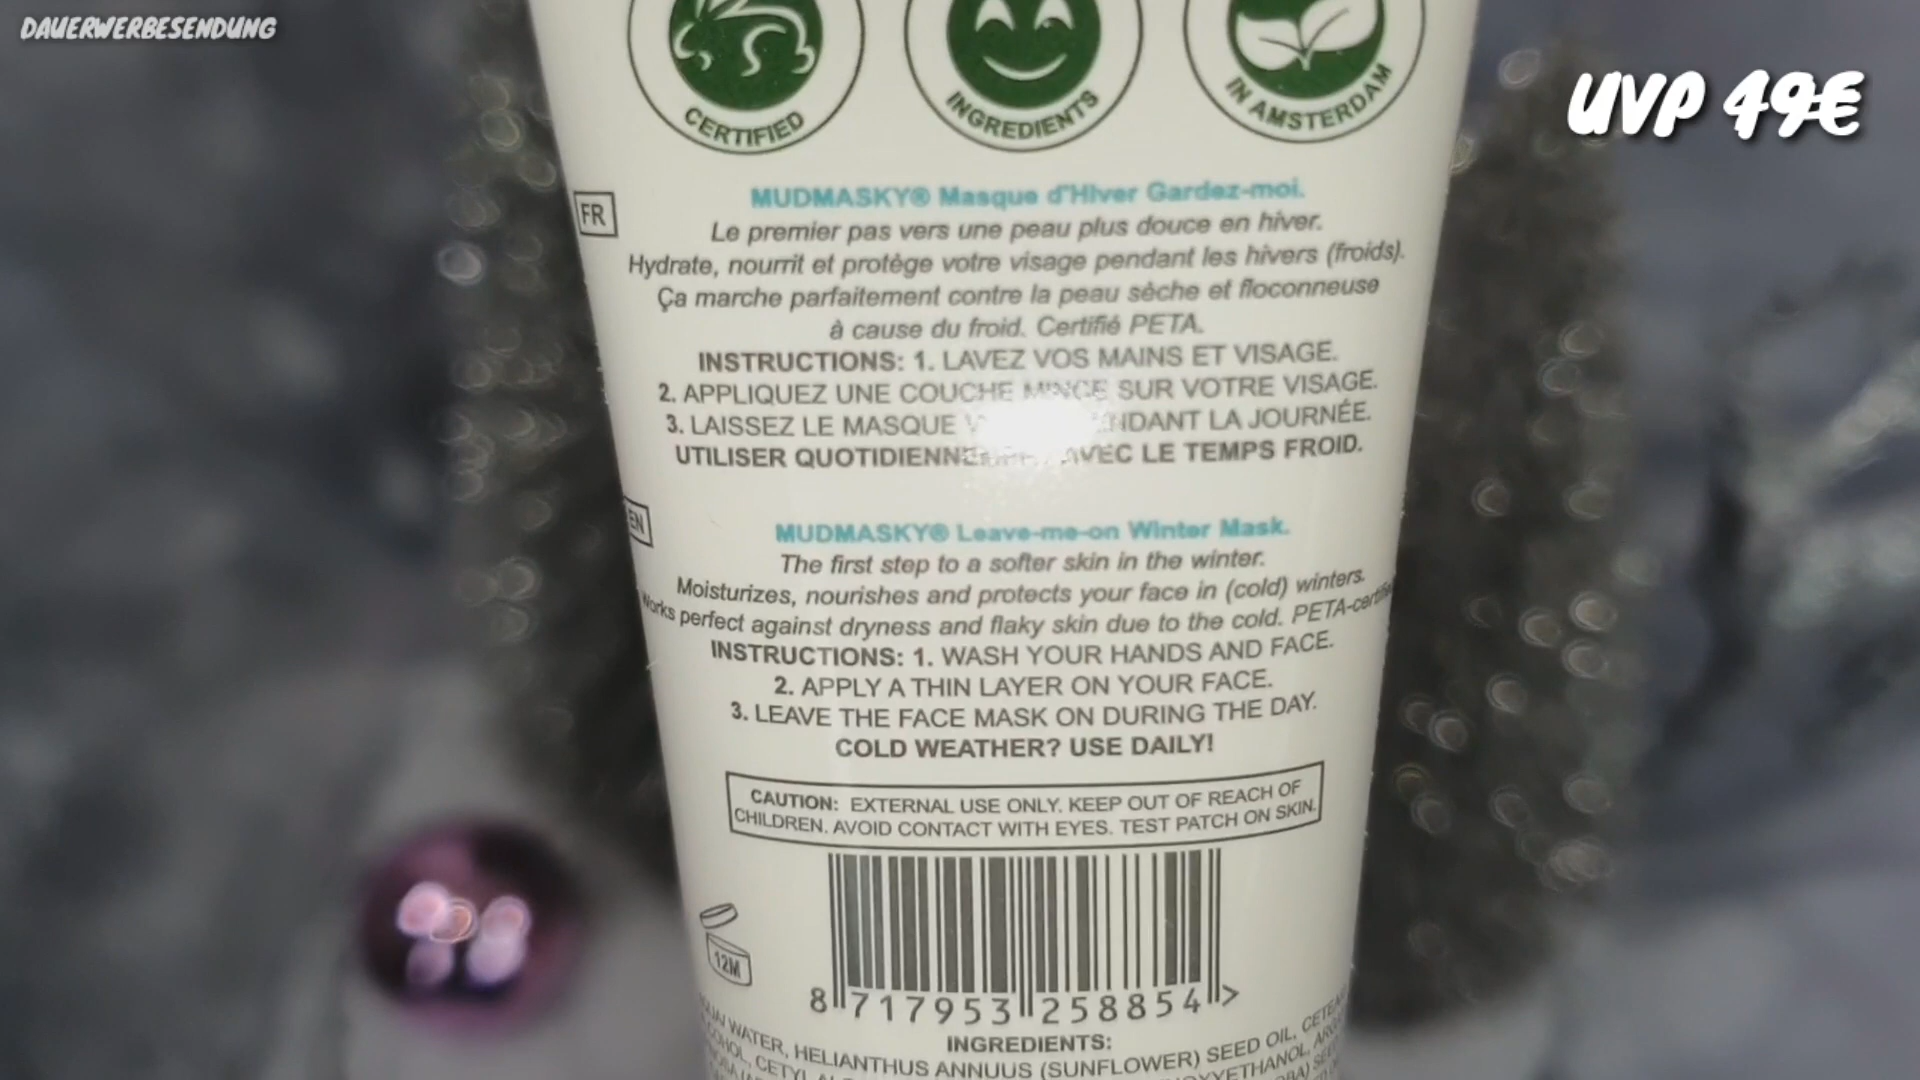 DAUERWERBESENDUNG
UVP 49€
CERTIFIED
INGREDIENTS
IN AMSTERDAM
FR
MUDMASKY® Masque d'Hiver Gardez-moi.
Le premier pas vers une peau plus douce en hiver.
Hydrate, nourrit et protège votre visage pendant les hivers (froids).
Ça marche parfaitement contre la peau sèche et floconneuse
à cause du froid. Certifié PETA.
INSTRUCTIONS: 1. LAVEZ VOS MAINS ET VISAGE.
2. APPLIQUEZ UNE COUCHE MINCE SUR VOTRE VISAGE.
3. LAISSEZ LE MASQUE LA JOURNÉE.
UTILISER AVEC LE TEMPS FROID.
EN
MUDMASKY® Leave-me-on Winter Mask.
The first step to a softer skin in the winter.
Moisturizes, nourishes and protects your face in (cold) winters.
Works perfect against dryness and flaky skin due to the cold.
INSTRUCTIONS: 1. WASH YOUR HANDS AND FACE.
2. APPLY A THIN LAYER ON YOUR FACE.
3. LEAVE THE FACE MASK ON DURING THE DAY.
COLD WEATHER? USE DAILY!
CAUTION: EXTERNAL USE ONLY. KEEP OUT OF REACH OF
CHILDREN. AVOID CONTACT WITH EYES. TEST PATCH ON SKIN.
12M
8 717953 258854 >
INGREDIENTS:
WATER, HELIANTHUS ANNUUS (SUNFLOWER) SEED OIL,